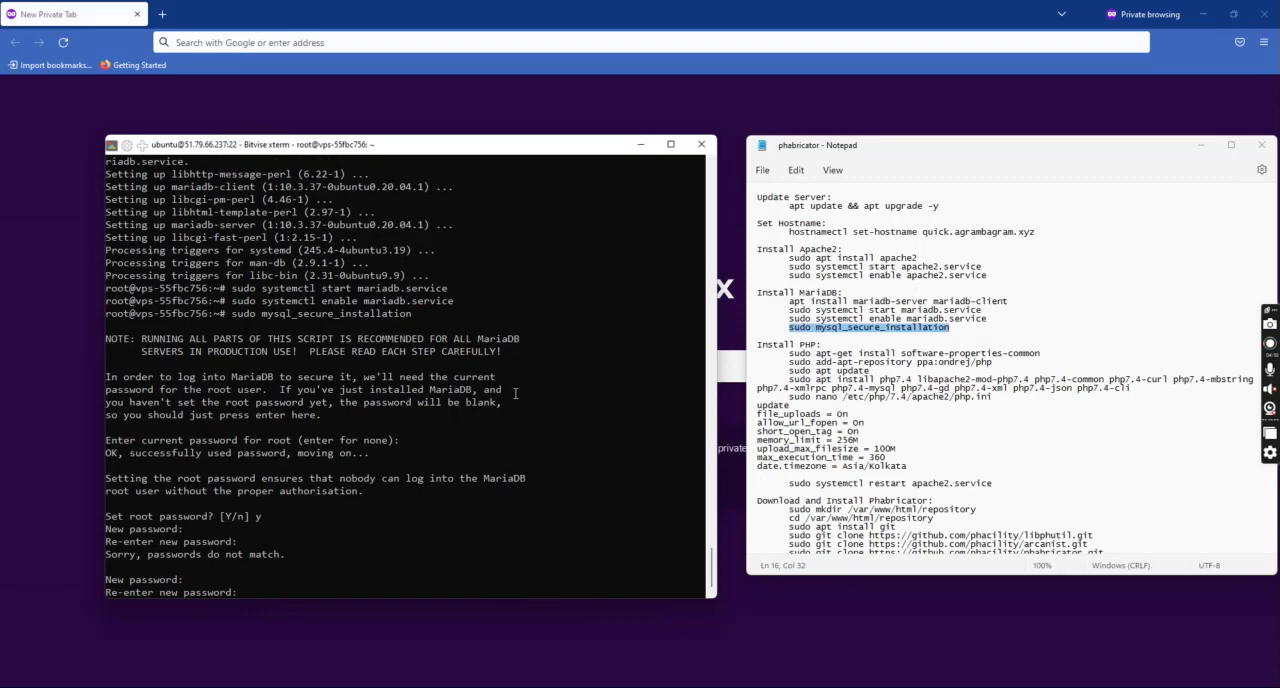 New Private Tab
Private browsing
Search with Google or enter address
Import bookmarks...
Getting Started
ubuntu@51.79.66.237:22 - Bitvise xterm - root@vps-55fbc756: ~
riadb.service.
Setting up libhttp-message-perl (6.22-1) ...
Setting up mariadb-client (1:10.3.37-0ubuntu0.20.04.1) ...
Setting up libcgi-pm-perl (4.46-1) ...
Setting up libhtml-template-perl (2.97-1) ...
Setting up mariadb-server (1:10.3.37-0ubuntu0.20.04.1) ...
Setting up libcgi-fast-perl (1:2.15-1) ...
Processing triggers for systemd (245.4-4ubuntu3.19) ...
Processing triggers for man-db (2.9.1-1) ...
Processing triggers for libc-bin (2.31-0ubuntu9.9) ...
root@vps-55fbc756:~# sudo systemctl start mariadb.service
root@vps-55fbc756:~# sudo systemctl enable mariadb.service
root@vps-55fbc756:~# sudo mysql_secure_installation
NOTE: RUNNING ALL PARTS OF THIS SCRIPT IS RECOMMENDED FOR ALL MariaDB
SERVERS IN PRODUCTION USE!  PLEASE READ EACH STEP CAREFULLY!
In order to log into MariaDB to secure it, we'll need the current
password for the root user.  If you've just installed MariaDB, and
you haven't set the root password yet, the password will be blank,
so you should just press enter here.
Enter current password for root (enter for none):
OK, successfully used password, moving on...
Setting the root password ensures that nobody can log into the MariaDB
root user without the proper authorisation.
Set root password? [Y/n] y
New password:
Re-enter new password:
Sorry, passwords do not match.
New password:
Re-enter new password:
x
private
phabricator - Notepad
File Edit View
Update Server:
apt update && apt upgrade -y
Set Hostname:
hostnamectl set-hostname quick.agrambagram.xyz
Install Apache2:
sudo apt install apache2
sudo systemctl start apache2.service
sudo systemctl enable apache2.service
Install MariaDB:
apt install mariadb-server mariadb-client
sudo systemctl start mariadb.service
sudo systemctl enable mariadb.service
sudo mysql_secure_installation
Install PHP:
sudo apt-get install software-properties-common
sudo add-apt-repository ppa:ondrej/php
sudo apt update
sudo apt install php7.4 libapache2-mod-php7.4 php7.4-common php7.4-curl php7.4-mbstring
php7.4-xmlrpc php7.4-mysql php7.4-gd php7.4-xml php7.4-json php7.4-cli
sudo nano /etc/php/7.4/apache2/php.ini
update
file_uploads = On
allow_url_fopen = On
short_open_tag = On
memory_limit = 256M
upload_max_filesize = 100M
max_execution_time = 360
date.timezone = Asia/Kolkata
sudo systemctl restart apache2.service
Download and Install Phabricator:
sudo mkdir /var/www/html/repository
cd /var/www/html/repository
sudo apt install git
sudo git clone https://github.com/phacility/libphutil.git
sudo git clone https://github.com/phacility/arcanist.git
sudo git clone https://github.com/phacility/phabricator.git
Ln 16, Col 32
100%
Windows (CRLF)
UTF-8